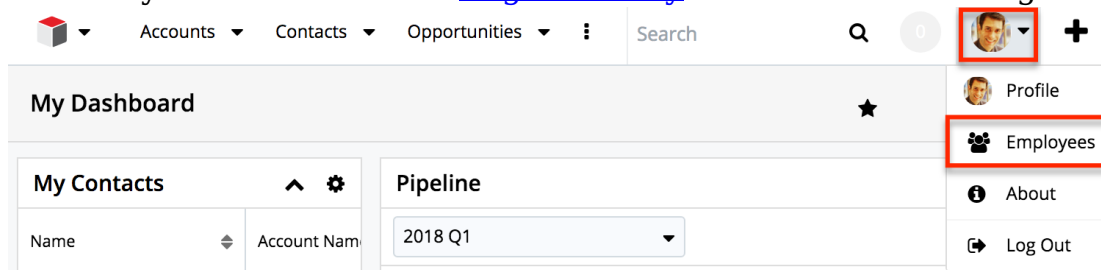 Accounts Contacts Opportunities Search 0
Profile
My Dashboard
Employees
My Contacts Pipeline
About
Name Account Nam 2018 Q1
Log Out